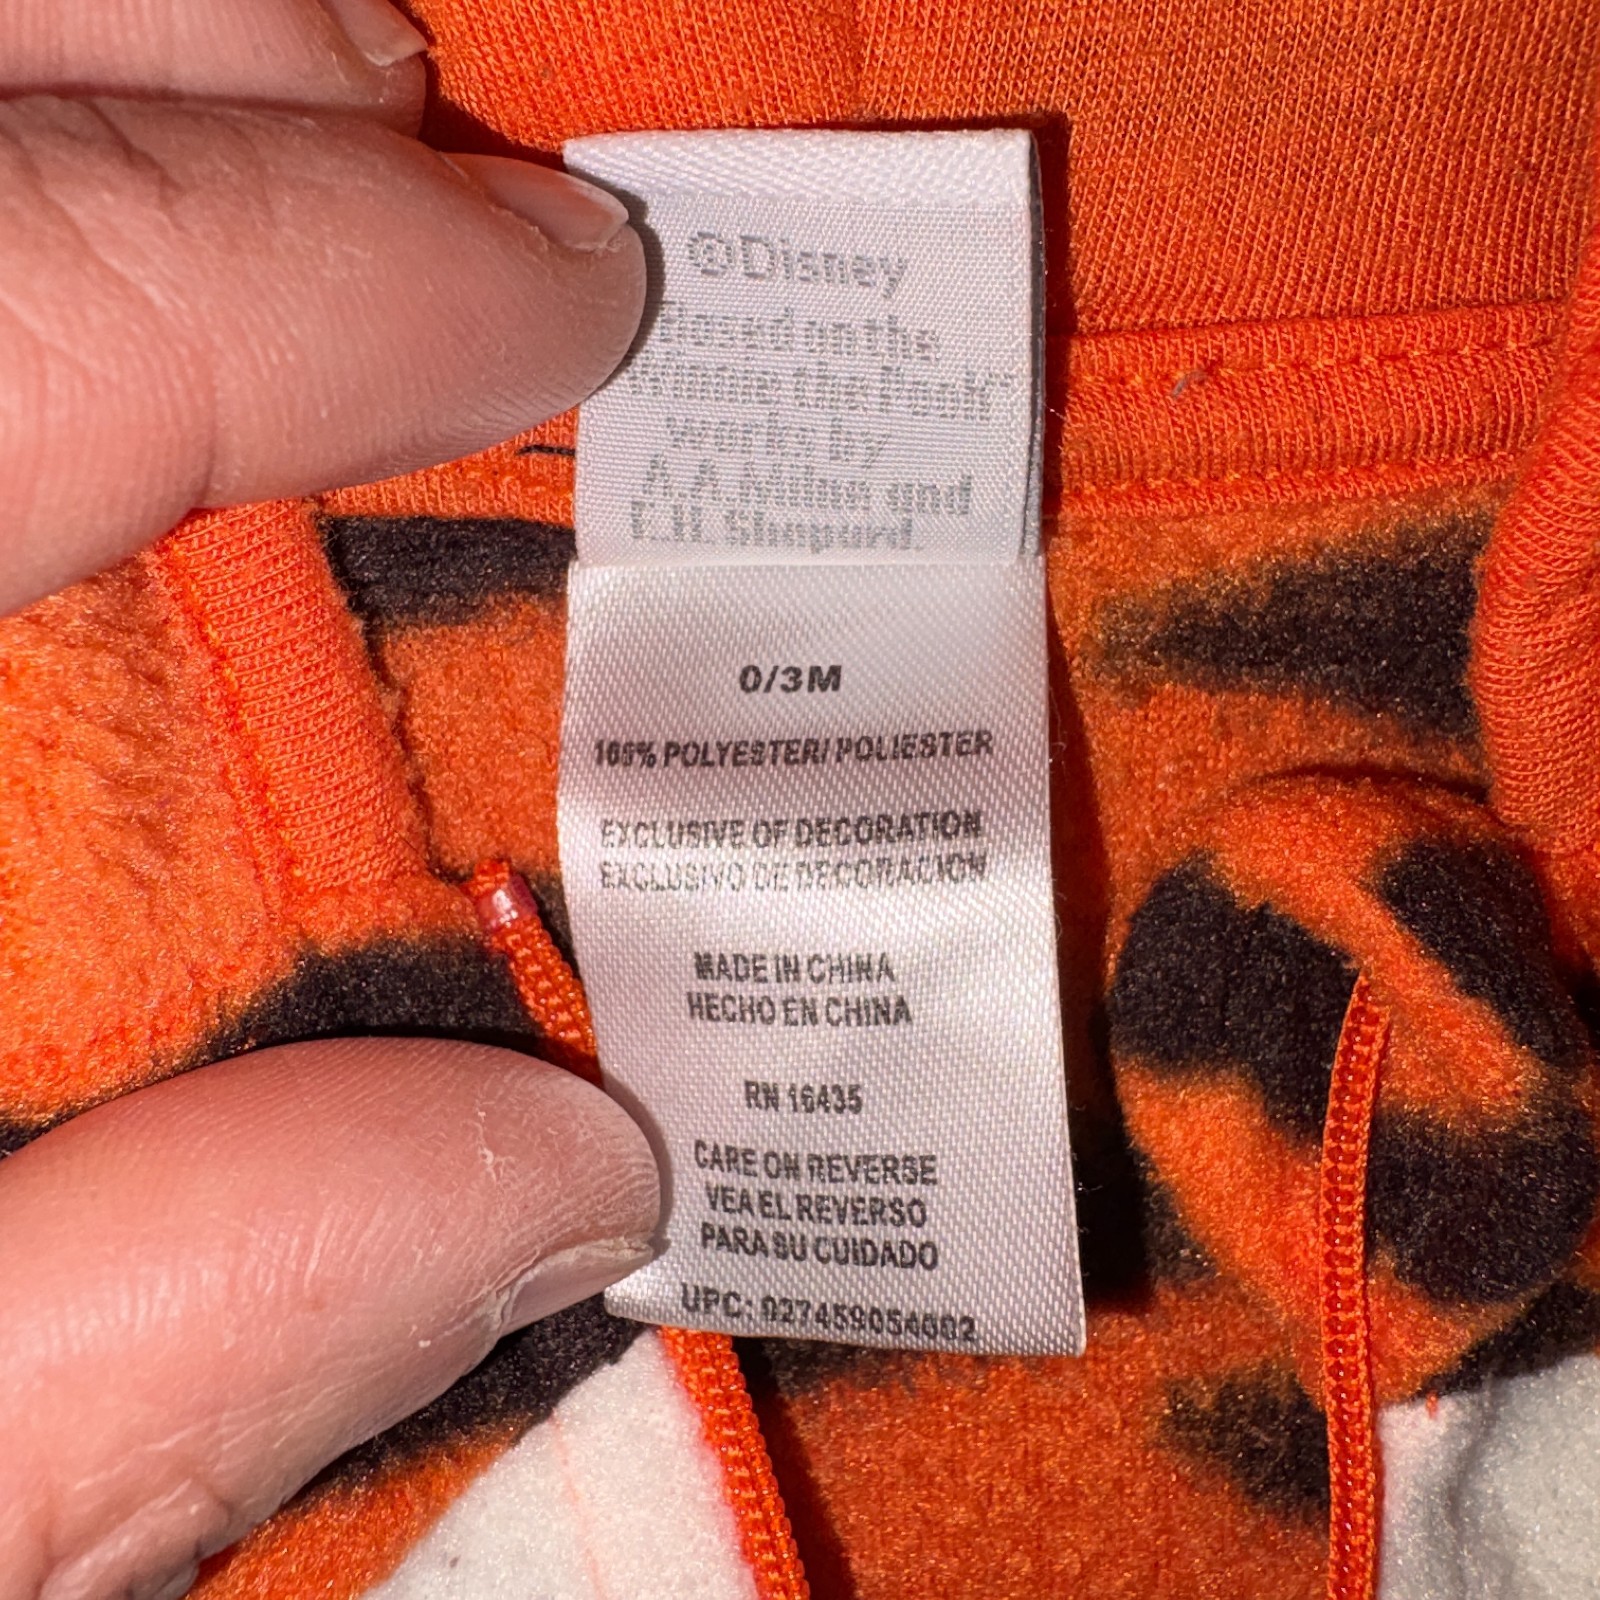 ©Disney
Based on the
"Winnie the Pooh"
works by
A.A. Milne and
E.H. Shepard.
0/3M
100% POLYESTER/POLIESTER
EXCLUSIVE OF DECORATION
EXCLUSIVO DE DECORACION
MADE IN CHINA
HECHO EN CHINA
RN 16435
CARE ON REVERSE
VEA EL REVERSO
PARA SU CUIDADO
UPC: